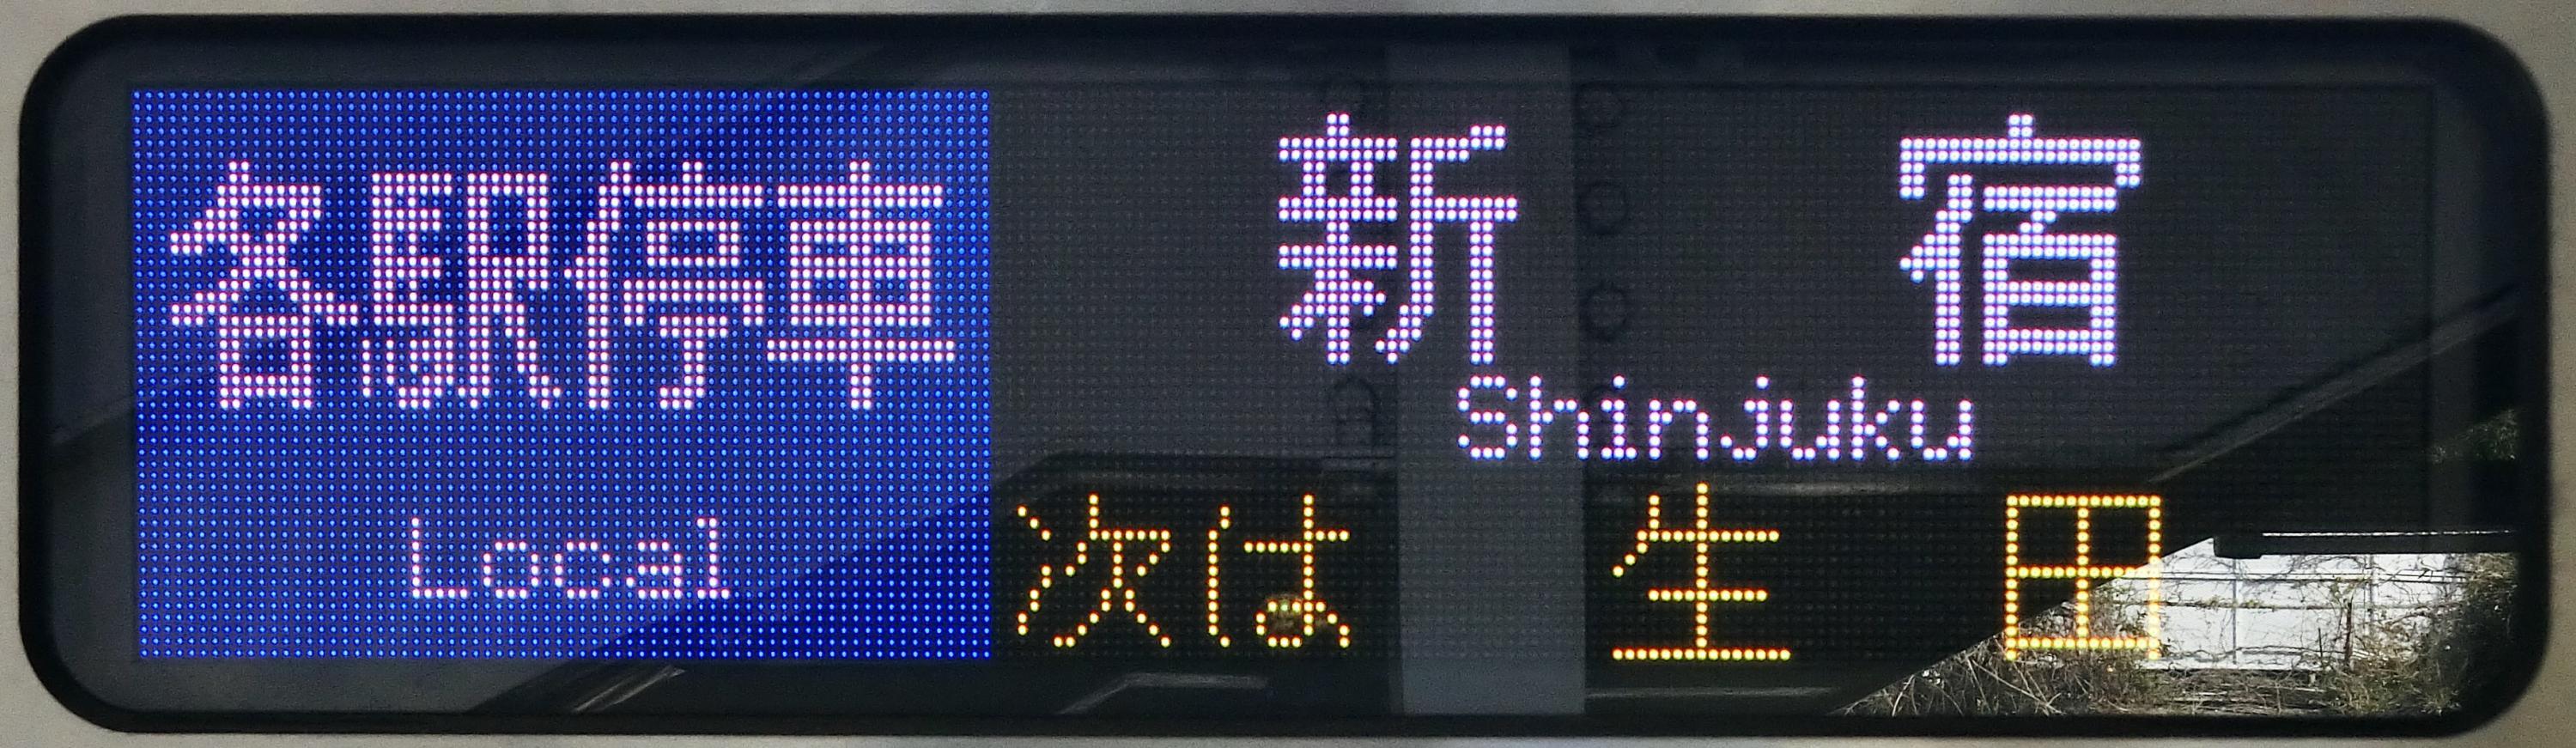 各駅停車
Local
新宿
Shinjuku
次は 生田